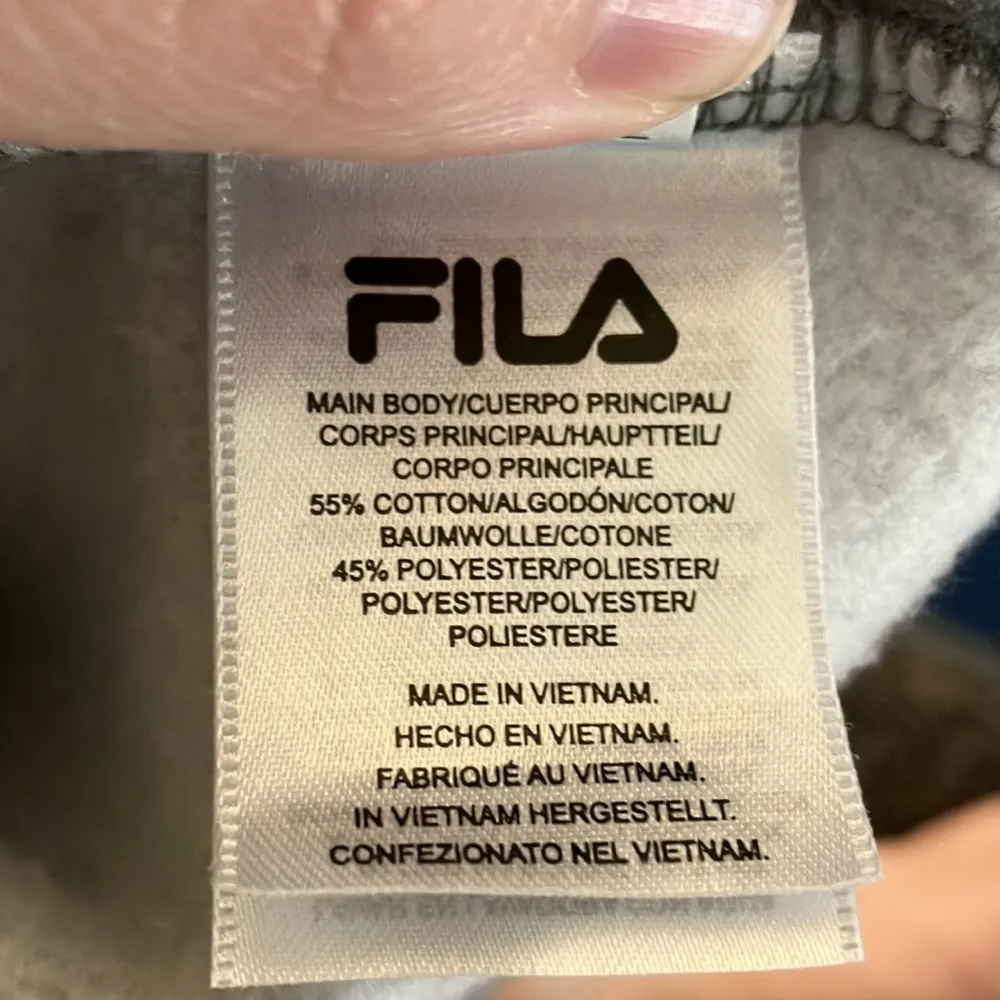 FILA
MAIN BODY/CUERPO PRINCIPAL/
CORPS PRINCIPAL/HAUPTTEIL/
CORPO PRINCIPALE
55% COTTON/ALGODÓN/COTON/
BAUMWOLLE/COTONE
45% POLYESTER/POLIESTER/
POLYESTER/POLYESTER/
POLIESTERE
MADE IN VIETNAM.
HECHO EN VIETNAM.
FABRIQUÉ AU VIETNAM.
IN VIETNAM HERGESTELLT.
CONFEZIONATO NEL VIETNAM.